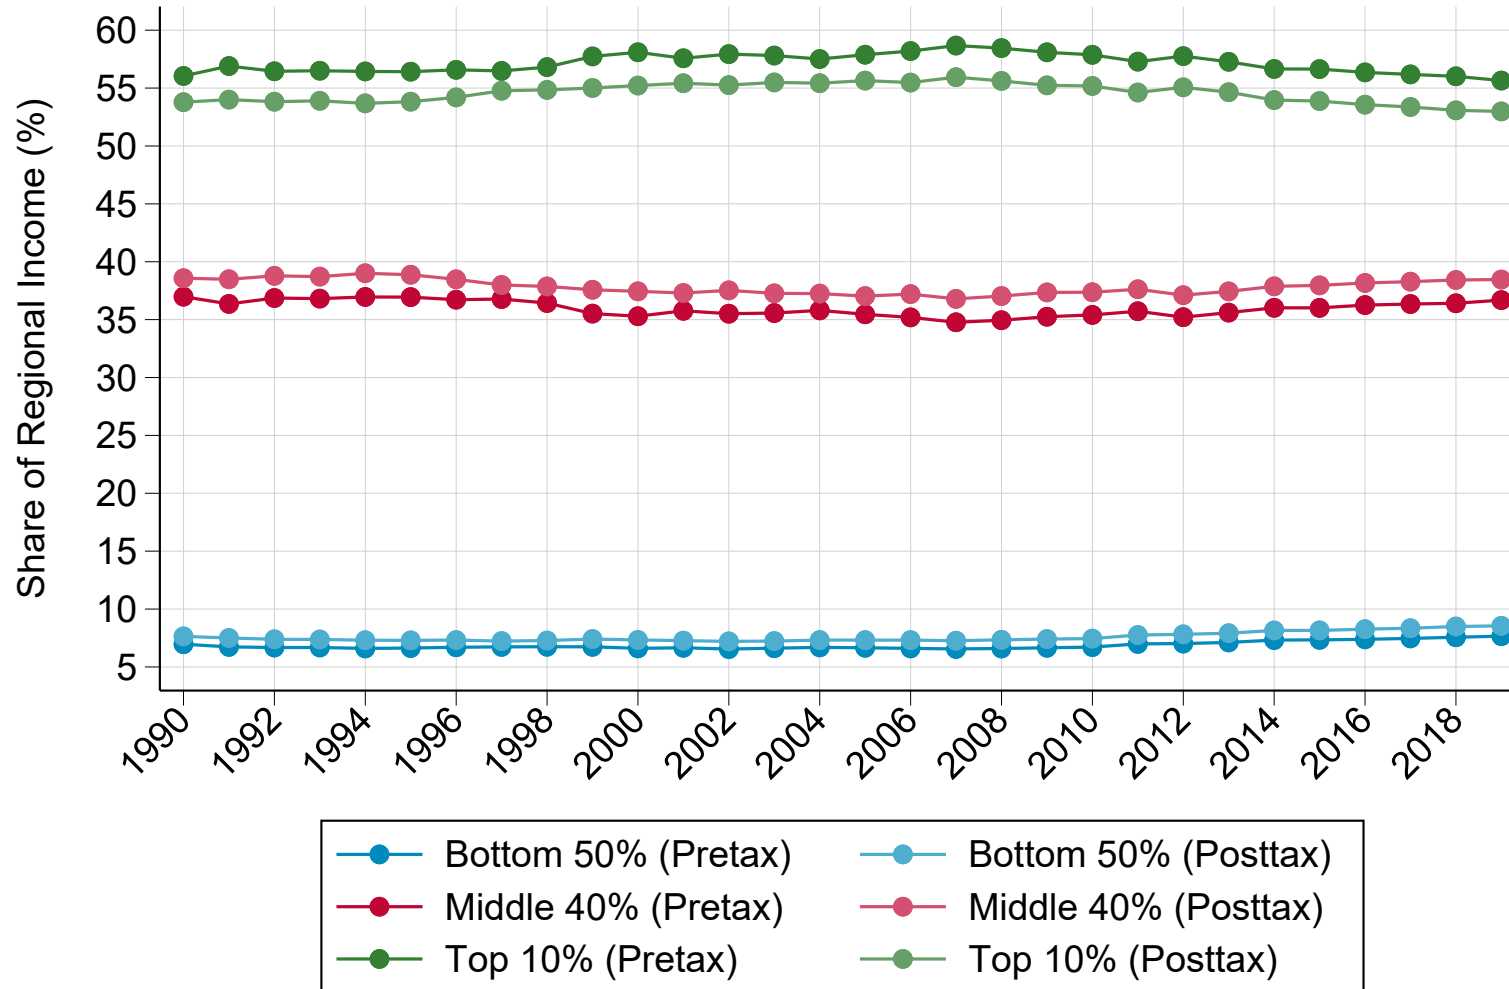 Share of Regional Income (%)
60
55
50
45
40
35
30
25
20
15
10
5
1990 1992 1994 1996 1998 2000 2002 2004 2006 2008 2010 2012 2014 2016 2018
Bottom 50% (Pretax) Bottom 50% (Posttax)
Middle 40% (Pretax) Middle 40% (Posttax)
Top 10% (Pretax) Top 10% (Posttax)